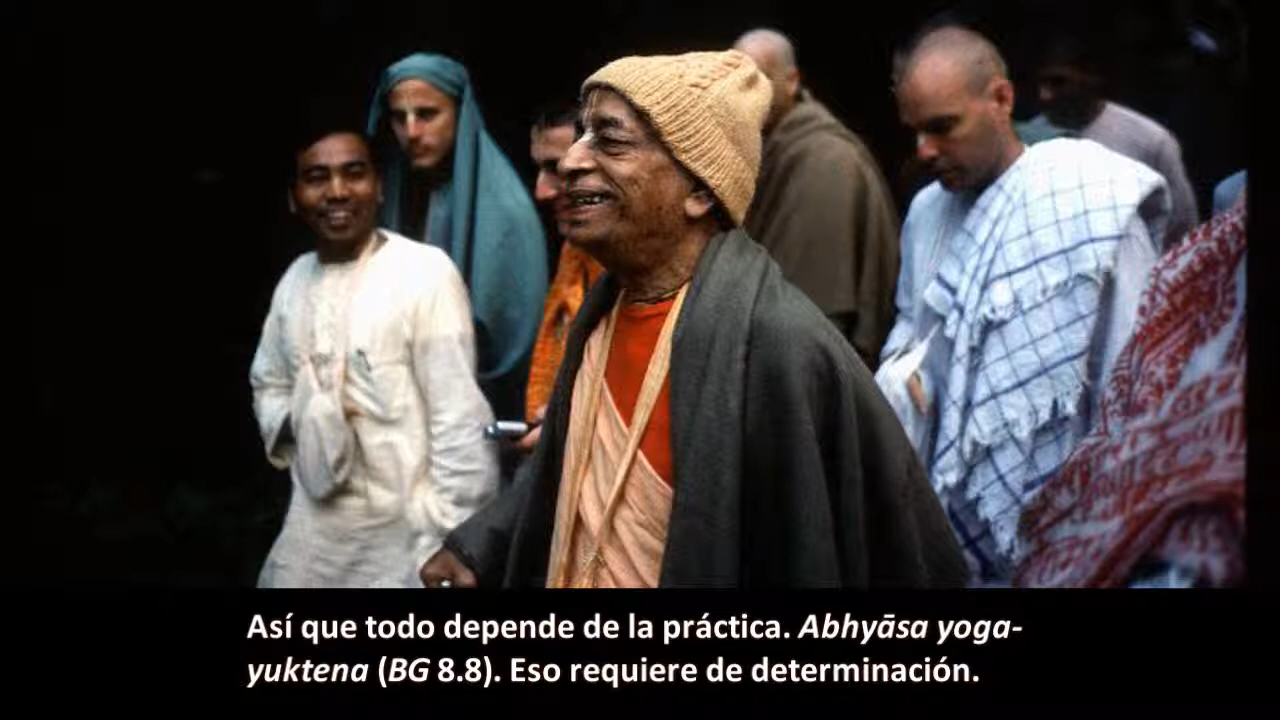 Así que todo depende de la práctica. Abhyāsa yoga-
yuktena (BG 8.8). Eso requiere de determinación.